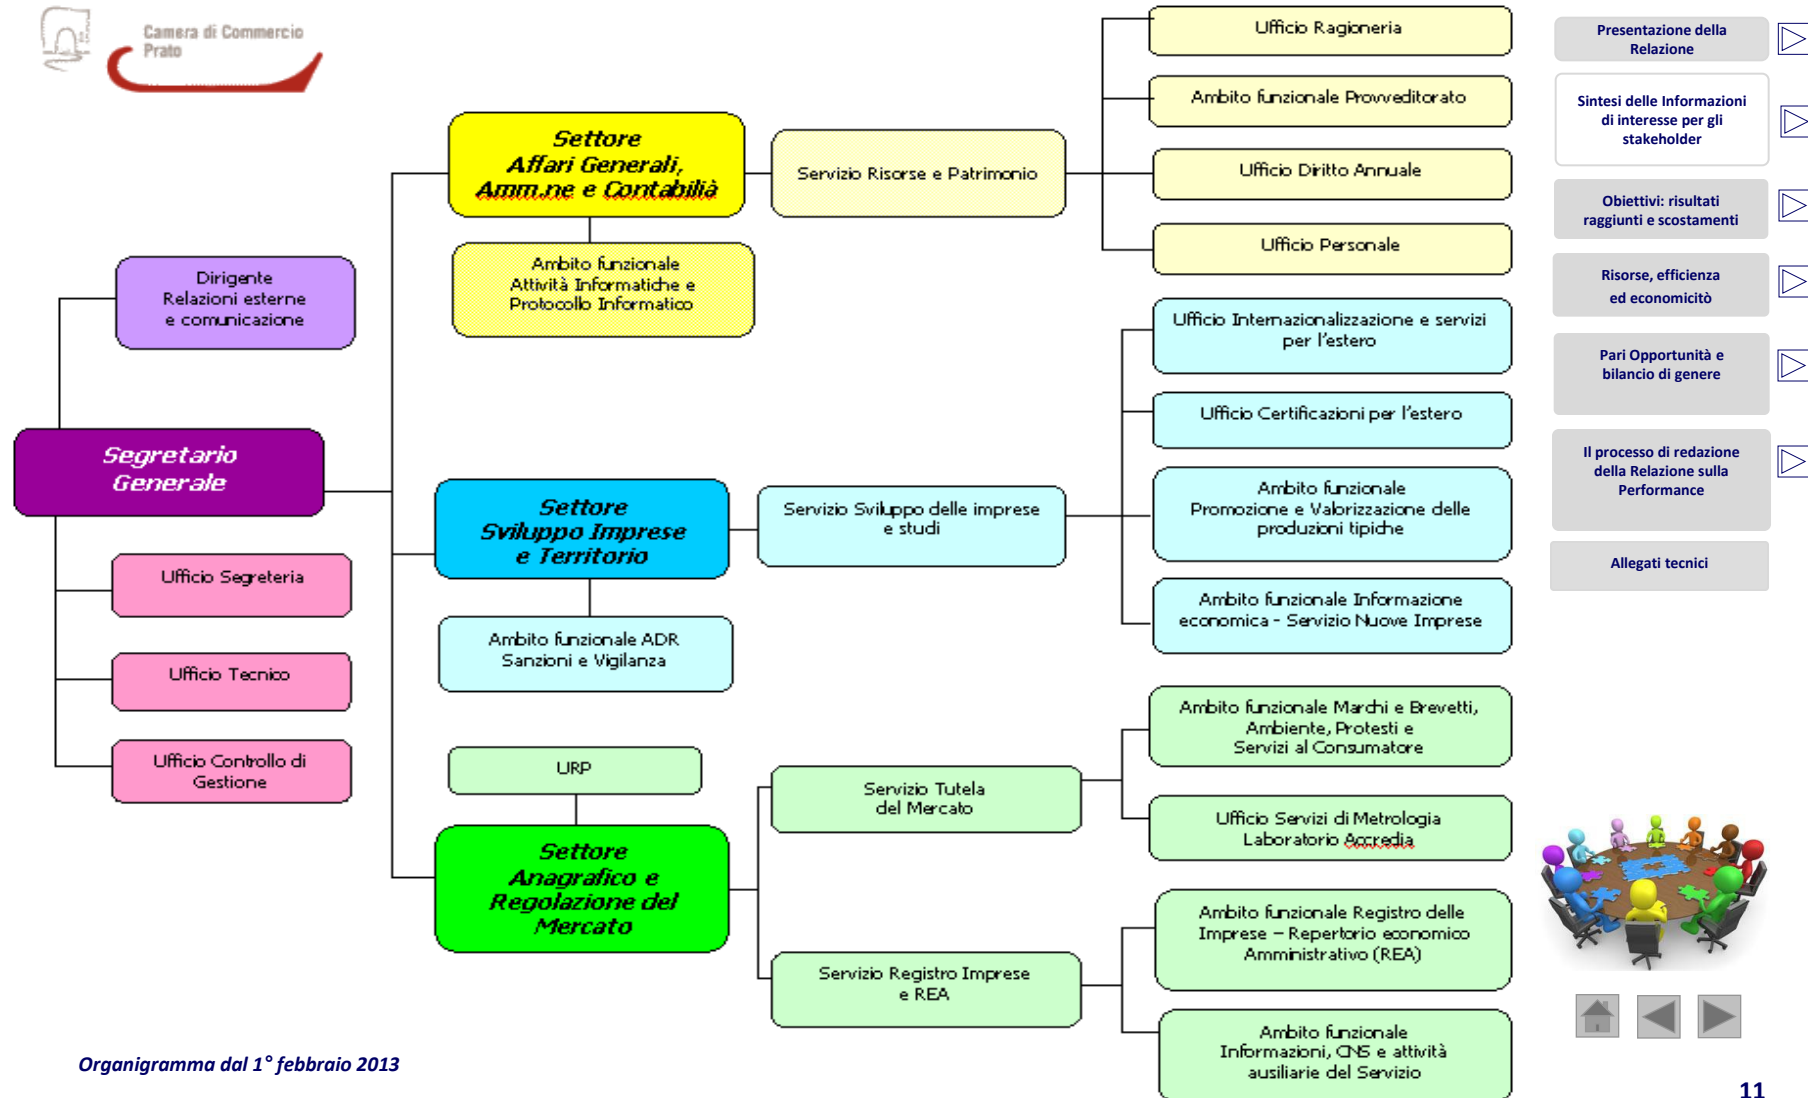 Camera di Commercio
Prato
Dirigente
Relazioni esterne
e comunicazione
Segretario
Generale
Ufficio Segreteria
Ufficio Tecnico
Ufficio Controllo di
Gestione
Settore
Affari Generali,
Amm.ne e Contabilià
Ambito funzionale
Attività Informatiche e
Protocollo Informatico
Servizio Risorse e Patrimonio
Ufficio Ragioneria
Ambito funzionale Provveditorato
Ufficio Diritto Annuale
Ufficio Personale
Settore
Sviluppo Imprese
e Territorio
Ambito funzionale ADR
Sanzioni e Vigilanza
Servizio Sviluppo delle imprese
e studi
Ufficio Internazionalizzazione e servizi
per l'estero
Ufficio Certificazioni per l'estero
Ambito funzionale
Promozione e Valorizzazione delle
produzioni tipiche
Ambito funzionale Informazione
economica - Servizio Nuove Imprese
URP
Settore
Anagrafico e
Regolazione del
Mercato
Servizio Tutela
del Mercato
Ambito funzionale Marchi e Brevetti,
Ambiente, Protesti e
Servizi al Consumatore
Ufficio Servizi di Metrologia
Laboratorio Accredia
Servizio Registro Imprese
e REA
Ambito funzionale Registro delle
Imprese – Repertorio economico
Amministrativo (REA)
Ambito funzionale
Informazioni, CNS e attività
ausiliarie del Servizio
Presentazione della
Relazione
Sintesi delle Informazioni
di interesse per gli
stakeholder
Obiettivi: risultati
raggiunti e scostamenti
Risorse, efficienza
ed economicitò
Pari Opportunità e
bilancio di genere
Il processo di redazione
della Relazione sulla
Performance
Allegati tecnici
Organigramma dal 1° febbraio 2013
11